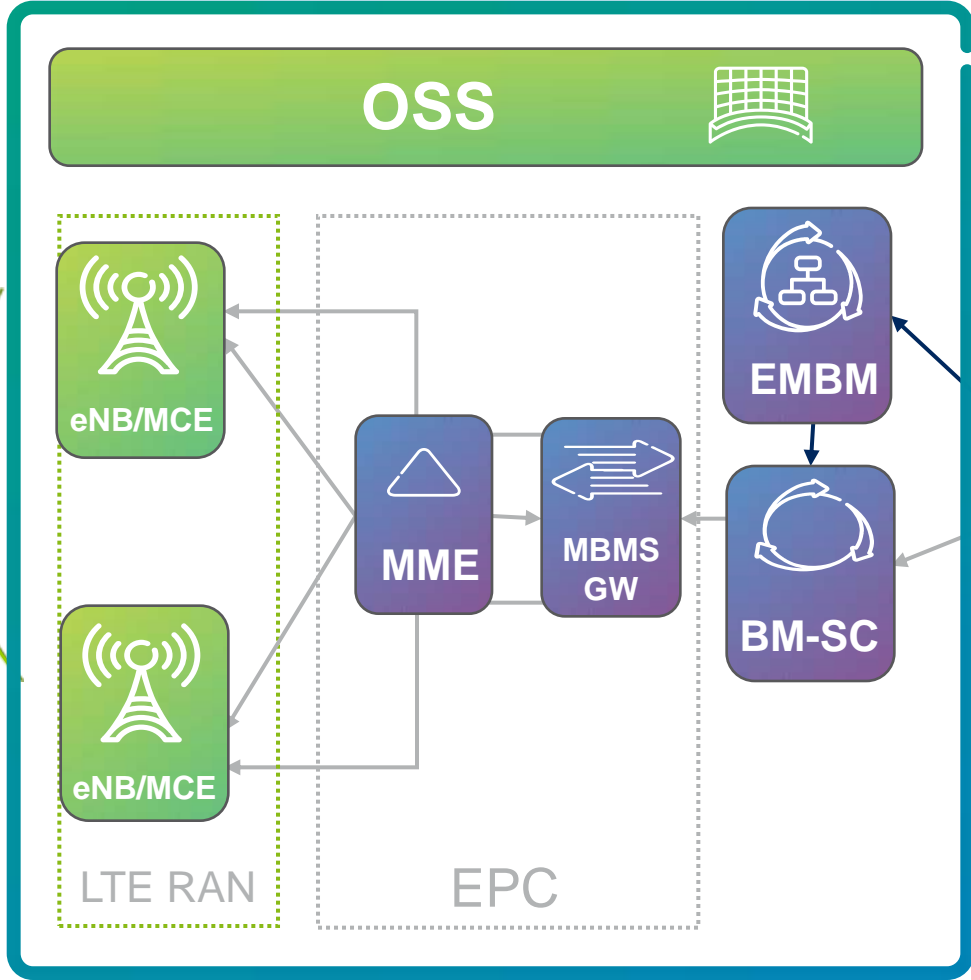 OSS
eNB/MCE
EMBM
MME
MBMS
GW
BM-SC
eNB/MCE
LTE RAN
EPC